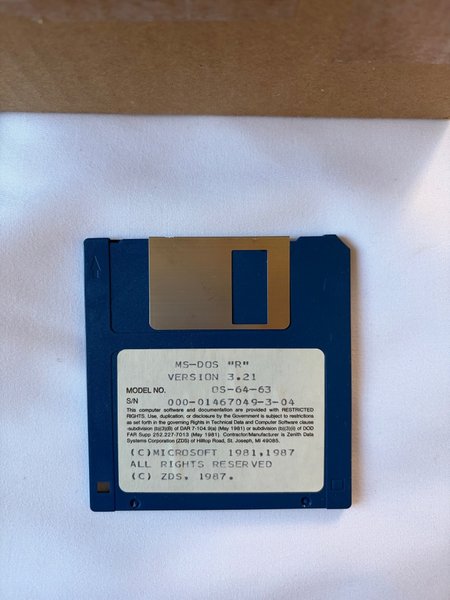 MS-DOS "R"
VERSION 3.21
MODEL NO. OS-64-63
S/N 000-01467049-3-04
This computer software and documentation are provided with RESTRICTED
RIGHTS. Use, duplication, or disclosure by the Government is subject to restrictions
as set forth in the governing Rights in Technical Data and Computer Software clause
-subdivision (b)(3)(B) of DAR 7-104.9(a) (May 1981) or subdivision (b)(3)(ii) of DOD
FAR Supp 252.227-7013 (May 1981). Contractor/Manufacturer is Zenith Data
Systems Corporation (ZDS) of Hilltop Road, St. Joseph, MI 49085.
(C)MICROSOFT 1981,1987
ALL RIGHTS RESERVED
(C) ZDS, 1987.